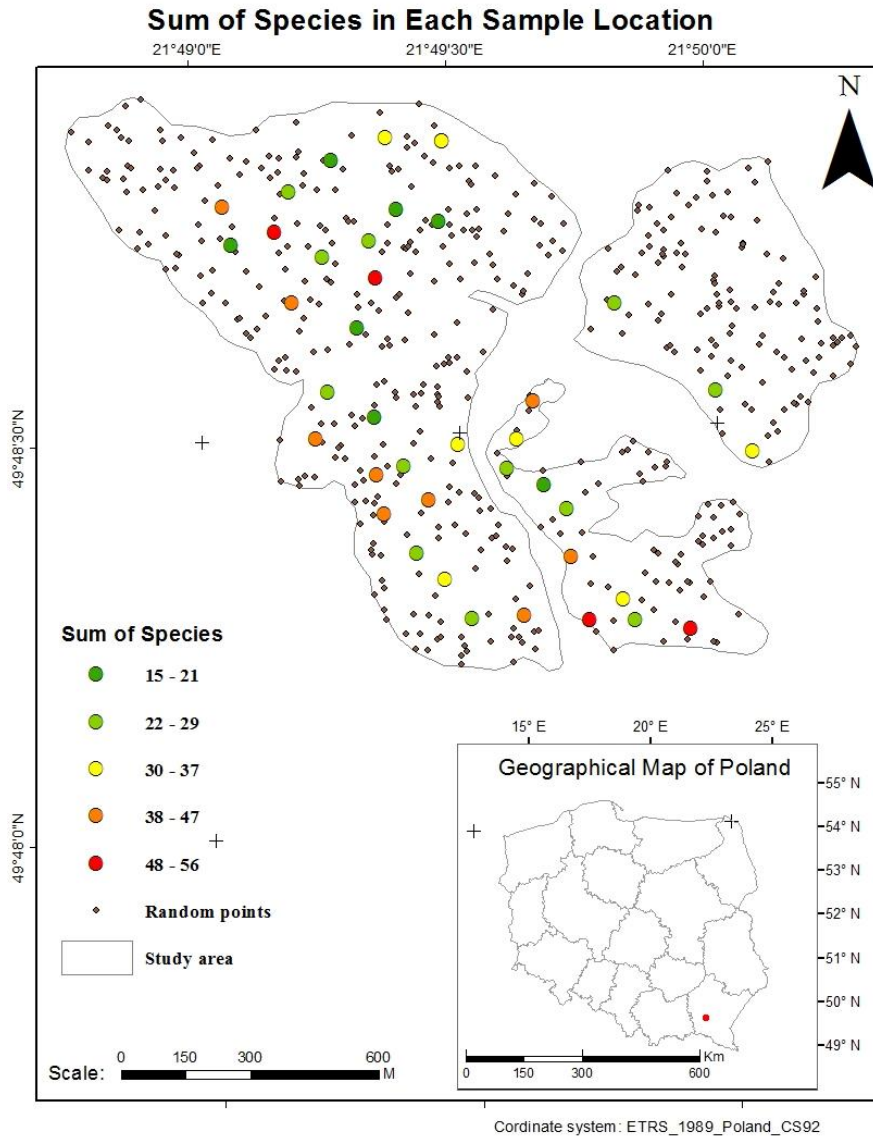 Sum of Species in Each Sample Location
21°49'0"E 21°49'30"E 21°50'0"E
N
49°48'30"N
49°48'0"N
Sum of Species
15 - 21
22 - 29
30 - 37
38 - 47
48 - 56
Random points
Study area
Scale: 0 150 300 600 M
15° E 20° E 25° E
Geographical Map of Poland
55° N
54° N
53° N
52° N
51° N
50° N
49° N
0 150 300 600 Km
Cordinate system: ETRS_1989_Poland_CS92